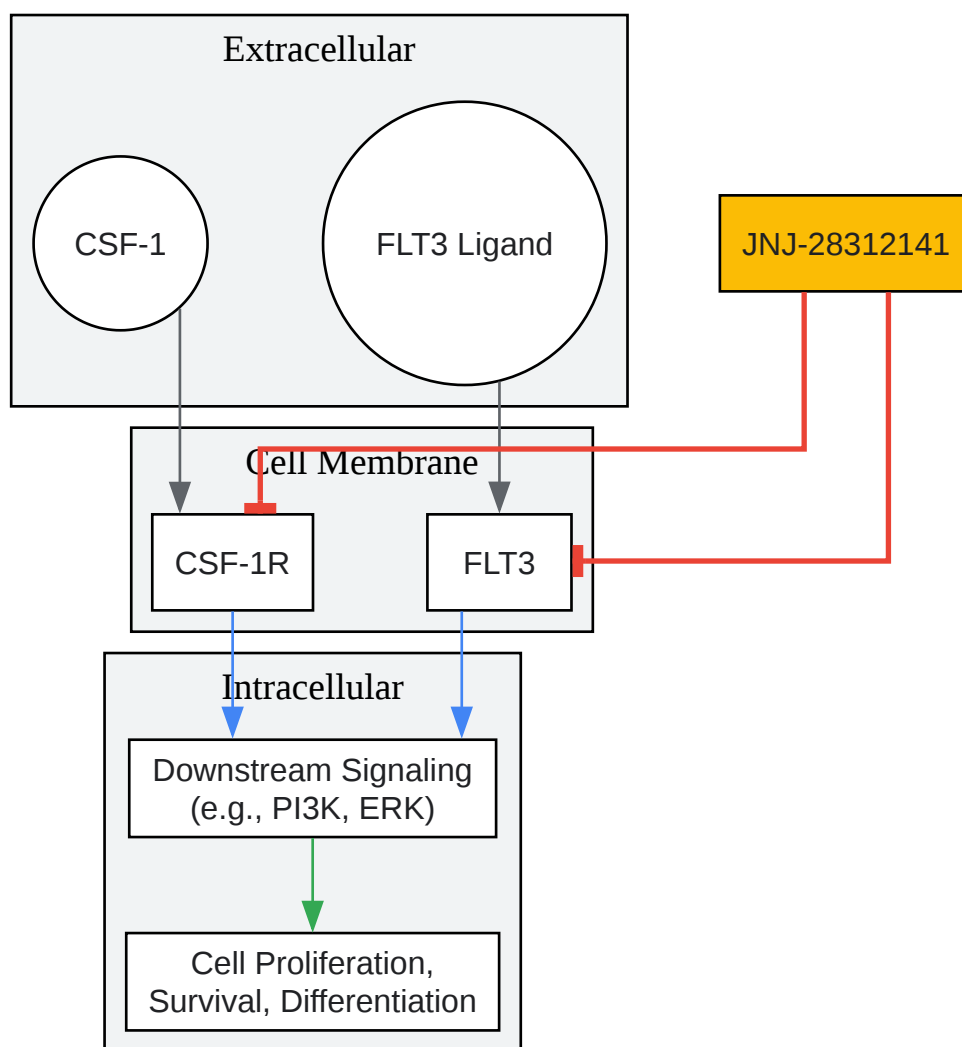 Extracellular
CSF-1
FLT3 Ligand
JNJ-28312141
Cell Membrane
CSF-1R
FLT3
Intracellular
Downstream Signaling
(e.g., PI3K, ERK)
Cell Proliferation,
Survival, Differentiation